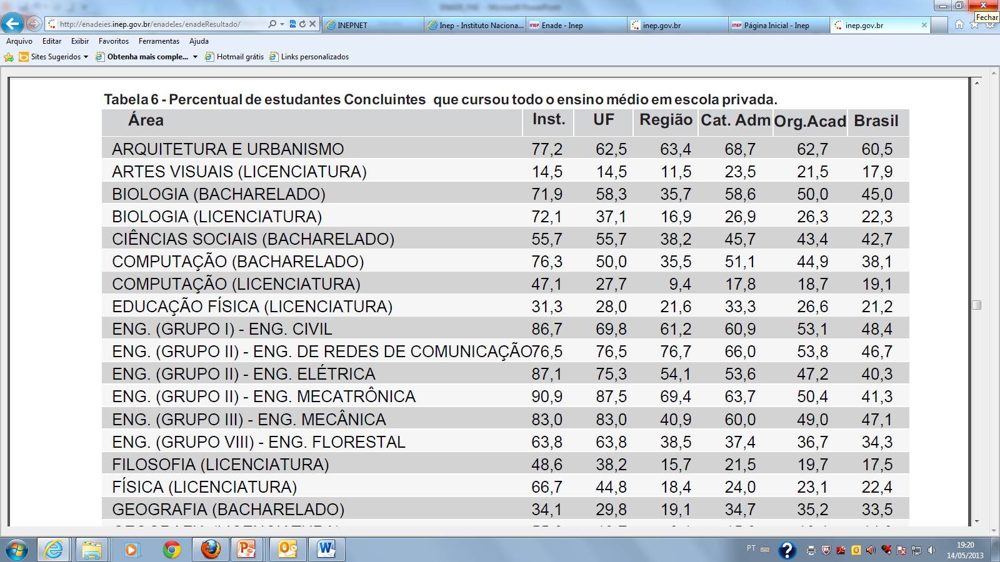 Fechar
http://enadeies.inep.gov.br/enadeIes/enadeResultado/
INEPNET
Inep - Instituto Naciona...
Enade - Inep
inep.gov.br
Página Inicial - Inep
inep.gov.br
Arquivo Editar Exibir Favoritos Ferramentas Ajuda
Sites Sugeridos Obtenha mais comple... Hotmail grátis Links personalizados
Tabela 6 - Percentual de estudantes Concluintes que cursou todo o ensino médio em escola privada.
Área Inst. UF Região Cat. Adm Org.Acad Brasil
ARQUITETURA E URBANISMO 77,2 62,5 63,4 68,7 62,7 60,5
ARTES VISUAIS (LICENCIATURA) 14,5 14,5 11,5 23,5 21,5 17,9
BIOLOGIA (BACHARELADO) 71,9 58,3 35,7 58,6 50,0 45,0
BIOLOGIA (LICENCIATURA) 72,1 37,1 16,9 26,9 26,3 22,3
CIÊNCIAS SOCIAIS (BACHARELADO) 55,7 55,7 38,2 45,7 43,4 42,7
COMPUTAÇÃO (BACHARELADO) 76,3 50,0 35,5 51,1 44,9 38,1
COMPUTAÇÃO (LICENCIATURA) 47,1 27,7 9,4 17,8 18,7 19,1
EDUCAÇÃO FÍSICA (LICENCIATURA) 31,3 28,0 21,6 33,3 26,6 21,2
ENG. (GRUPO I) - ENG. CIVIL 86,7 69,8 61,2 60,9 53,1 48,4
ENG. (GRUPO II) - ENG. DE REDES DE COMUNICAÇÃO 76,5 76,5 76,7 66,0 53,8 46,7
ENG. (GRUPO II) - ENG. ELÉTRICA 87,1 75,3 54,1 53,6 47,2 40,3
ENG. (GRUPO II) - ENG. MECATRÔNICA 90,9 87,5 69,4 63,7 50,4 41,3
ENG. (GRUPO III) - ENG. MECÂNICA 83,0 83,0 40,9 60,0 49,0 47,1
ENG. (GRUPO VIII) - ENG. FLORESTAL 63,8 63,8 38,5 37,4 36,7 34,3
FILOSOFIA (LICENCIATURA) 48,6 38,2 15,7 21,5 19,7 17,5
FÍSICA (LICENCIATURA) 66,7 44,8 18,4 24,0 23,1 22,4
GEOGRAFIA (BACHARELADO) 34,1 29,8 19,1 34,7 35,2 33,5
PT
19:20
14/05/2013